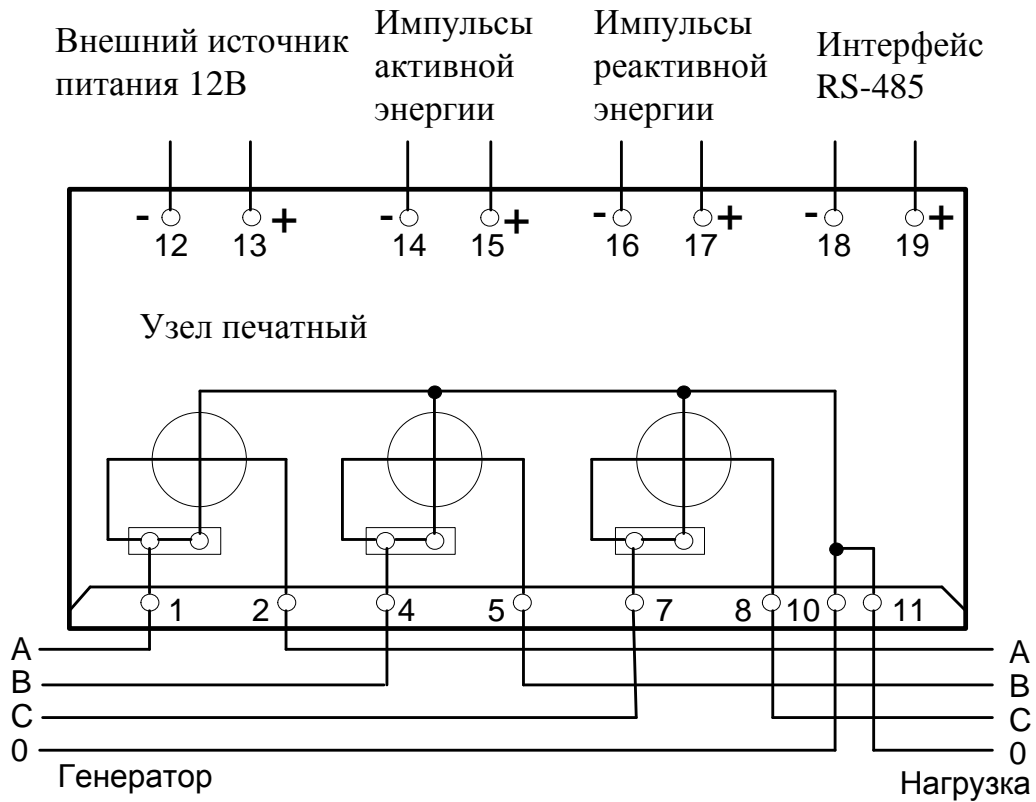 Внешний источник
питания 12В
Импульсы
активной
энергии
Импульсы
реактивной
энергии
Интерфейс
RS-485
- + - + - + - +
12 13 14 15 16 17 18 19
Узел печатный
1 2 4 5 7 8 10 11
A A
B B
C C
0 0
Генератор Нагрузка